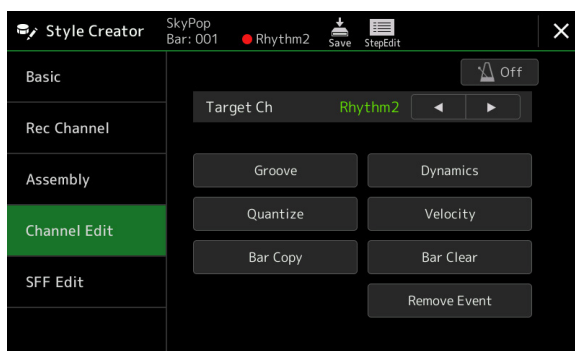 Style Creator
SkyPop
Bar: 001
Rhythm2
Save
StepEdit
Basic
Rec Channel
Assembly
Channel Edit
SFF Edit
Off
Target Ch Rhythm2
Groove Dynamics
Quantize Velocity
Bar Copy Bar Clear
Remove Event